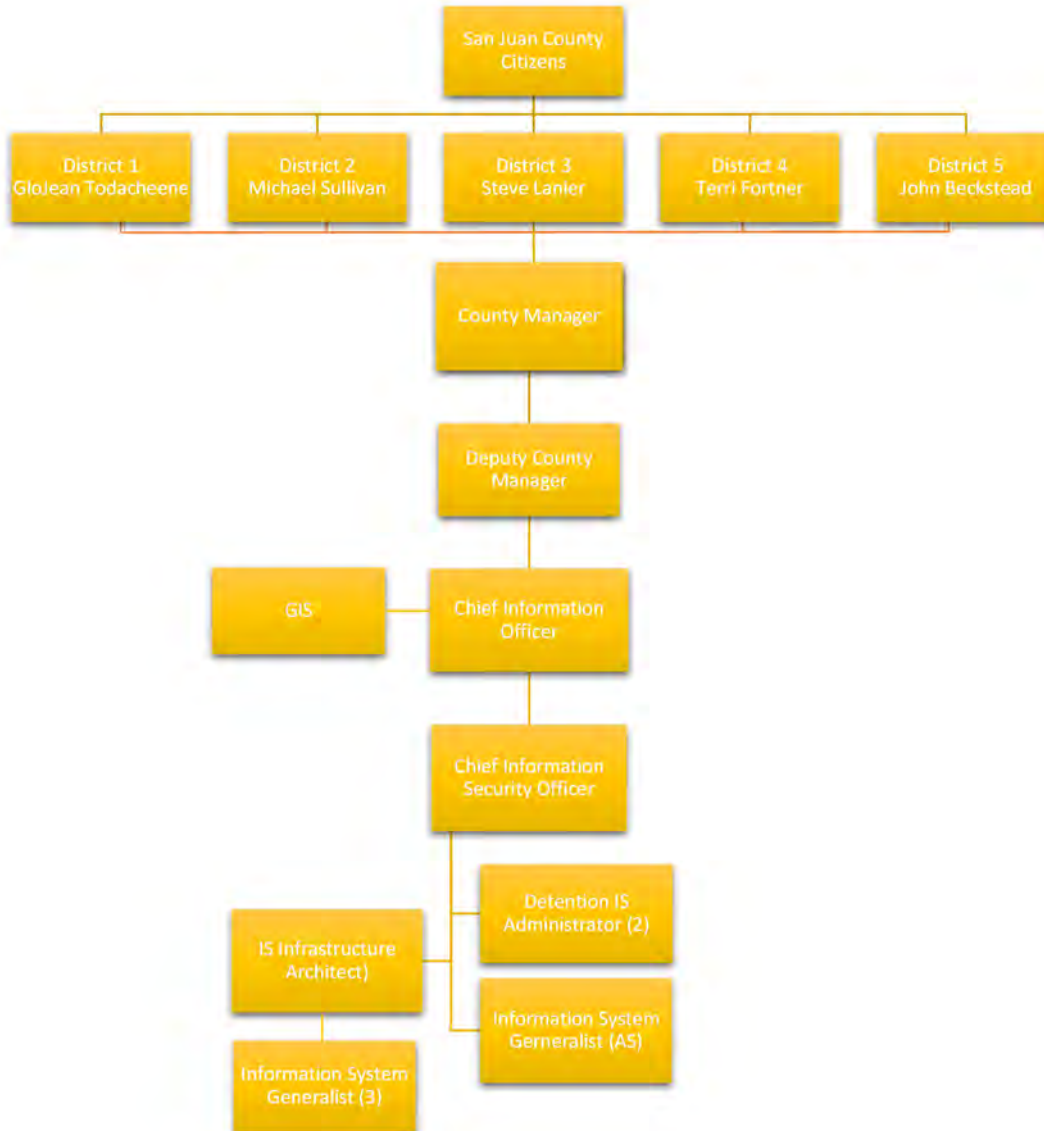 San Juan County
Citizens
District 1
GloJean Todacheene
District 2
Michael Sullivan
District 3
Steve Lanier
District 4
Terri Fortner
District 5
John Beckstead
County Manager
Deputy County
Manager
GIS
Chief Information
Officer
Chief Information
Security Officer
Detention IS
Administrator (2)
IS Infrastructure
Architect)
Information System
Gerneralist (AS)
Information System
Generalist (3)